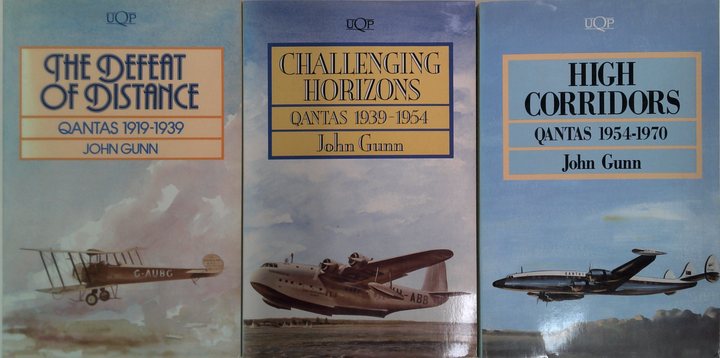 UQP
THE DEFEAT
OF DISTANCE
QANTAS 1919-1939
JOHN GUNN
G-AUBG
UQP
CHALLENGING
HORIZONS
QANTAS 1939-1954
John Gunn
UQP
HIGH
CORRIDORS
QANTAS 1954-1970
John Gunn